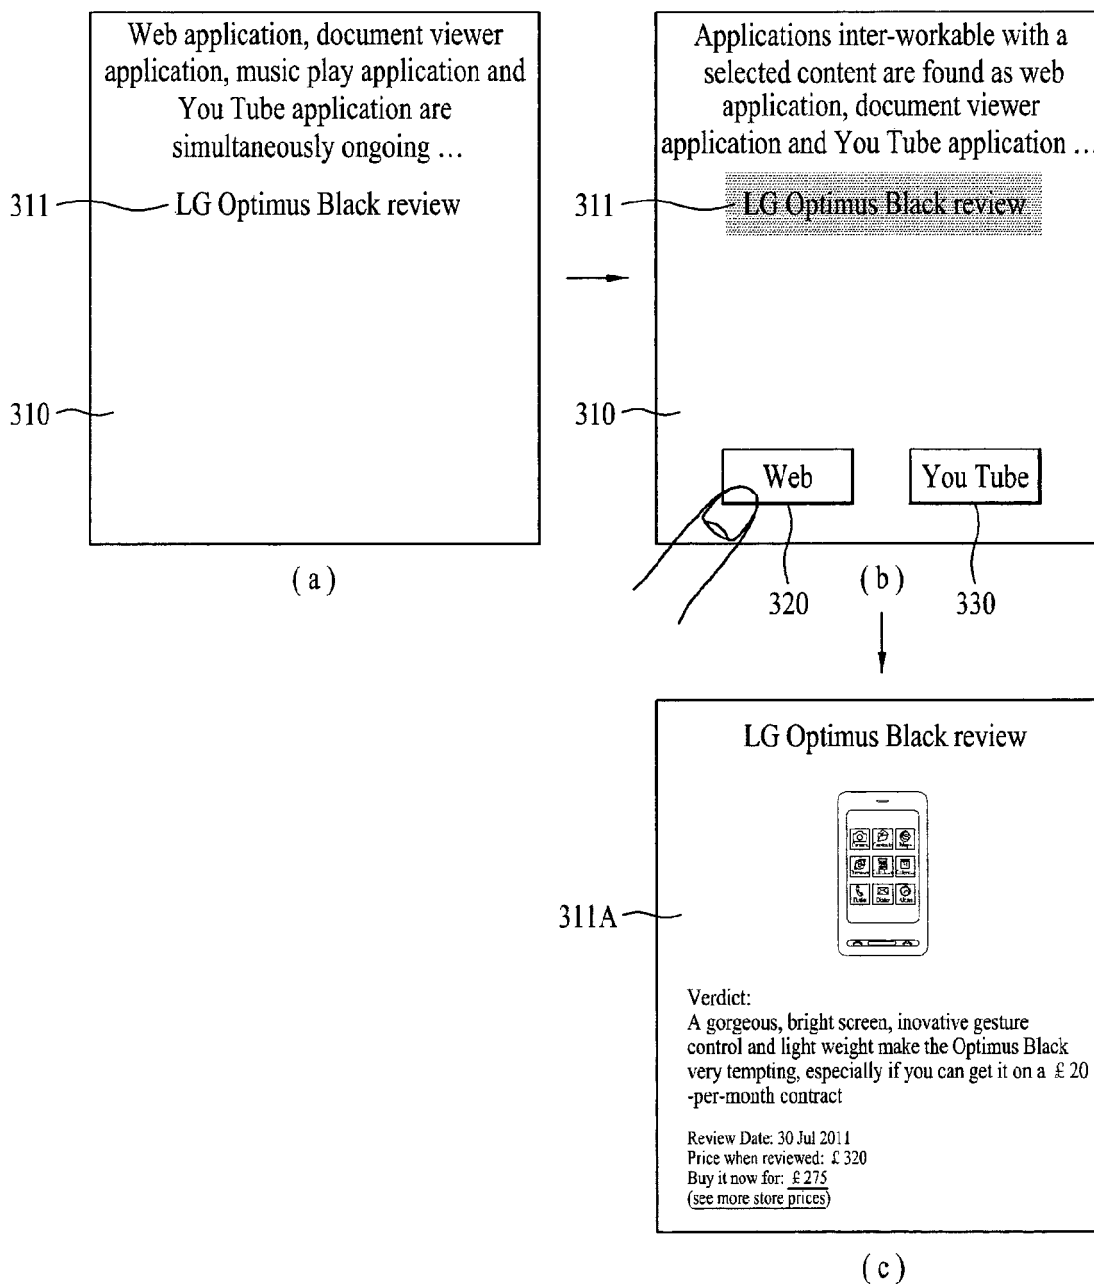 Web application, document viewer
application, music play application and
You Tube application are
simultaneously ongoing ...
311
LG Optimus Black review
310
(a)
Applications inter-workable with a
selected content are found as web
application, document viewer
application and You Tube application ...
311
LG Optimus Black review
310
Web
You Tube
320
(b)
330
LG Optimus Black review
311A
Verdict:
A gorgeous, bright screen, inovative gesture
control and light weight make the Optimus Black
very tempting, especially if you can get it on a £ 20
-per-month contract
Review Date: 30 Jul 2011
Price when reviewed: £ 320
Buy it now for: £ 275
(see more store prices)
(c)